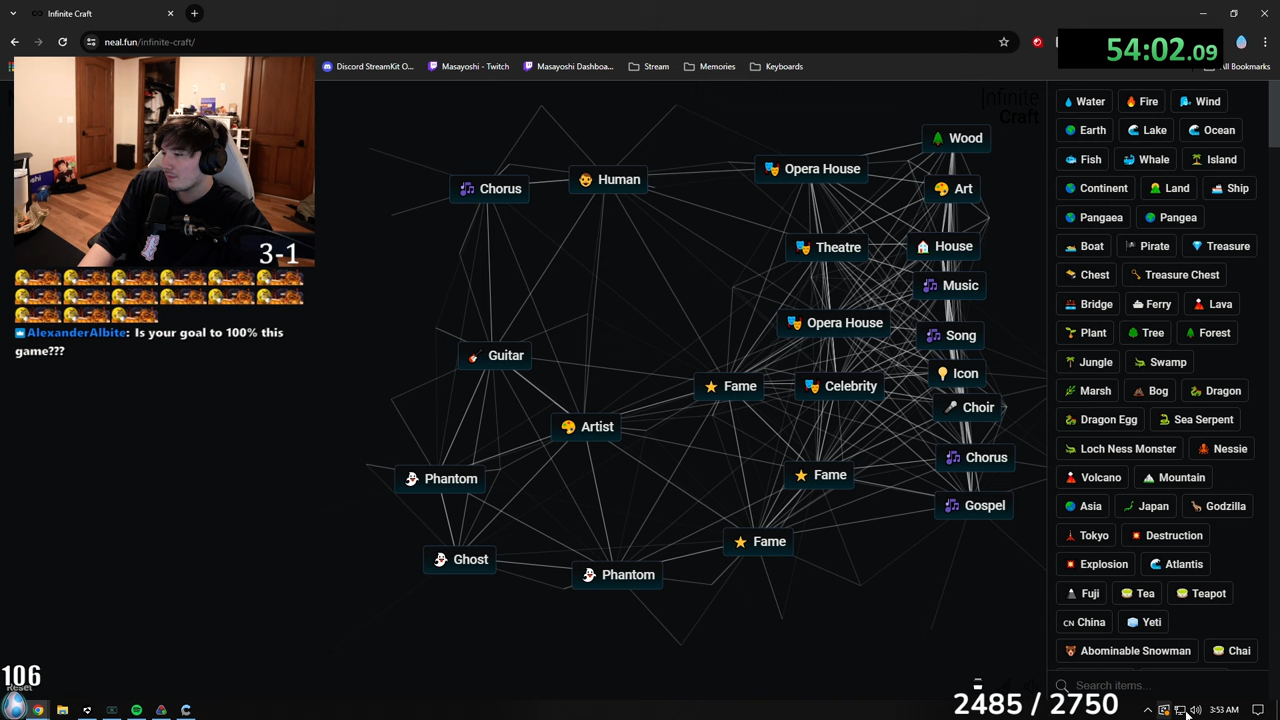 Infinite Craft
54:02.09
neal.fun/infinite-craft/
Discord StreamKit O...
Masayoshi - Twitch
Masayoshi Dashboa...
Stream
Memories
Keyboards
All Bookmarks
Infinite
Craft
3-1
AlexanderAlbite: Is your goal to 100% this
game???
Chorus
Human
Opera House
Wood
Art
Theatre
House
Music
Opera House
Song
Guitar
Icon
Fame
Celebrity
Choir
Artist
Chorus
Phantom
Fame
Gospel
Ghost
Fame
Phantom
Water
Fire
Wind
Earth
Lake
Ocean
Fish
Whale
Island
Continent
Land
Ship
Pangaea
Pangea
Boat
Pirate
Treasure
Chest
Treasure Chest
Bridge
Ferry
Lava
Plant
Tree
Forest
Jungle
Swamp
Marsh
Bog
Dragon
Dragon Egg
Sea Serpent
Loch Ness Monster
Nessie
Volcano
Mountain
Asia
Japan
Godzilla
Tokyo
Destruction
Explosion
Atlantis
Fuji
Tea
Teapot
CN China
Yeti
Abominable Snowman
Chai
Search items...
106
Reset
2485 / 2750
3:53 AM